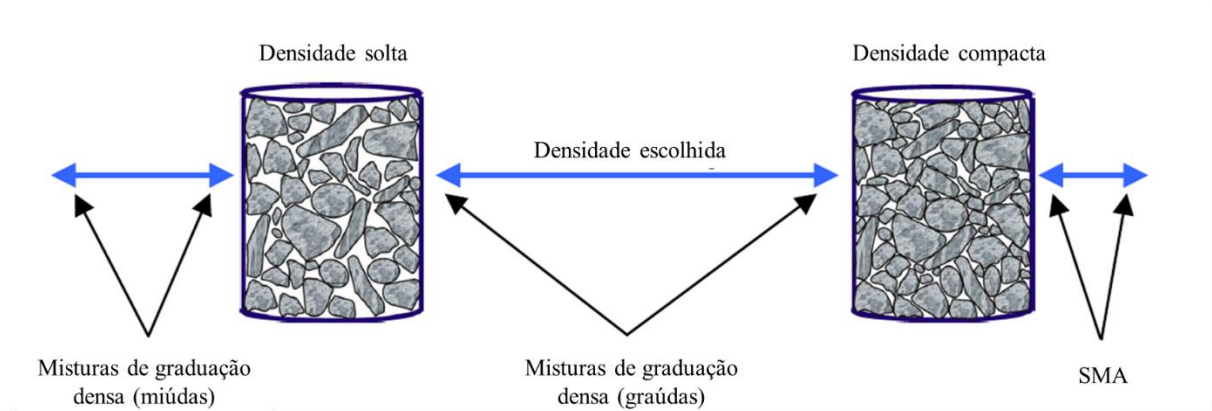 Densidade solta
Densidade compacta
Densidade escolhida
Misturas de graduação
densa (miúdas)
Misturas de graduação
densa (graúdas)
SMA